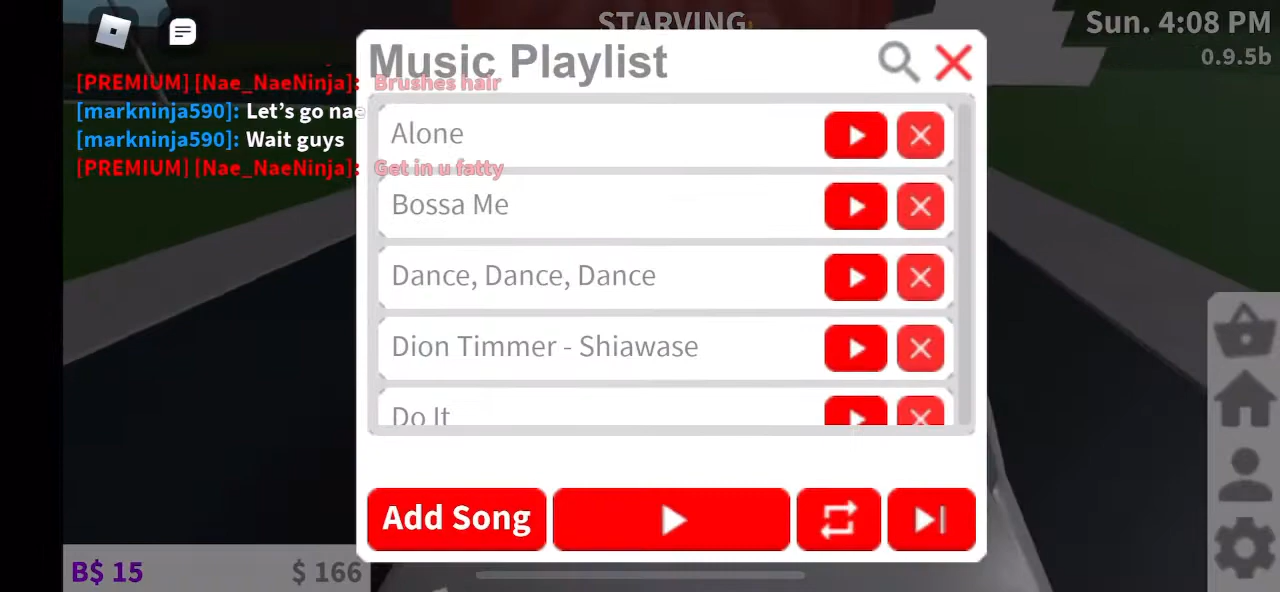 STARVING
Sun. 4:08 PM
0.9.5b
[PREMIUM] [Nae_NaeNinja]: Brushes hair
[markninja590]: Let's go nae
[markninja590]: Wait guys
[PREMIUM] [Nae_NaeNinja]: Get in u fatty
Music Playlist
Alone
Bossa Me
Dance, Dance, Dance
Dion Timmer - Shiawase
Do It
Add Song
B$ 15
$ 166